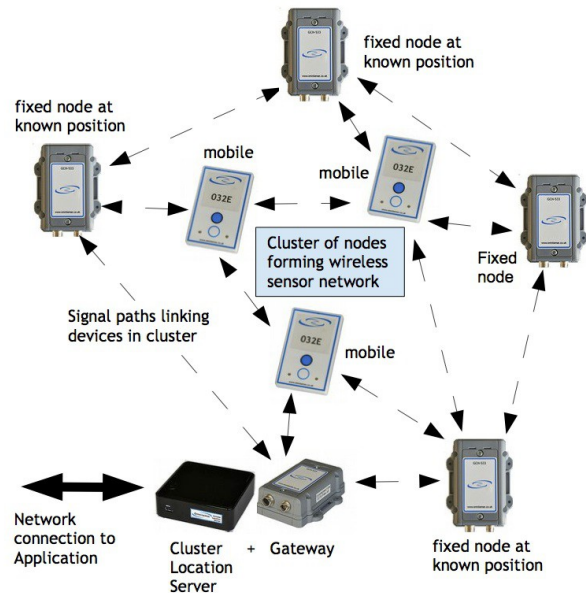 fixed node at
known position
fixed node at
known position
mobile
mobile
032E
032E
Cluster of nodes
forming wireless
sensor network
Fixed
node
Signal paths linking
devices in cluster
032E
mobile
Network
connection to
Application
Cluster + Gateway
Location
Server
fixed node at
known position